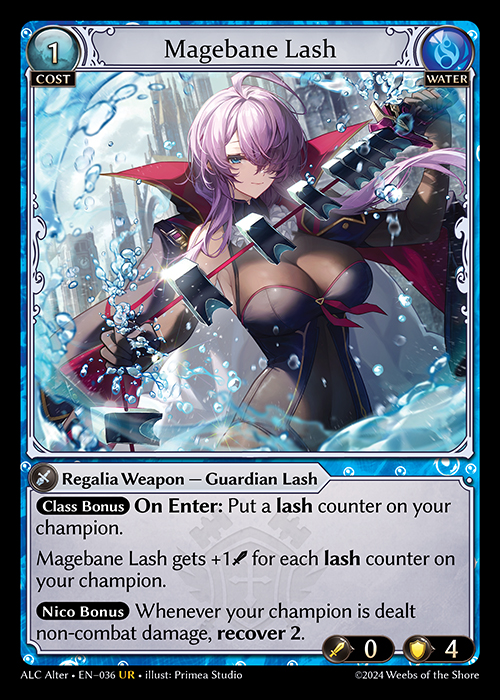 1
Magebane Lash
COST
WATER
Regalia Weapon — Guardian Lash
Class Bonus On Enter: Put a lash counter on your
champion.
Magebane Lash gets +1 for each lash counter on
your champion.
Nico Bonus Whenever your champion is dealt
non-combat damage, recover 2.
0
4
ALC Alter • EN–036 UR • illust: Primea Studio
©2024 Weebs of the Shore